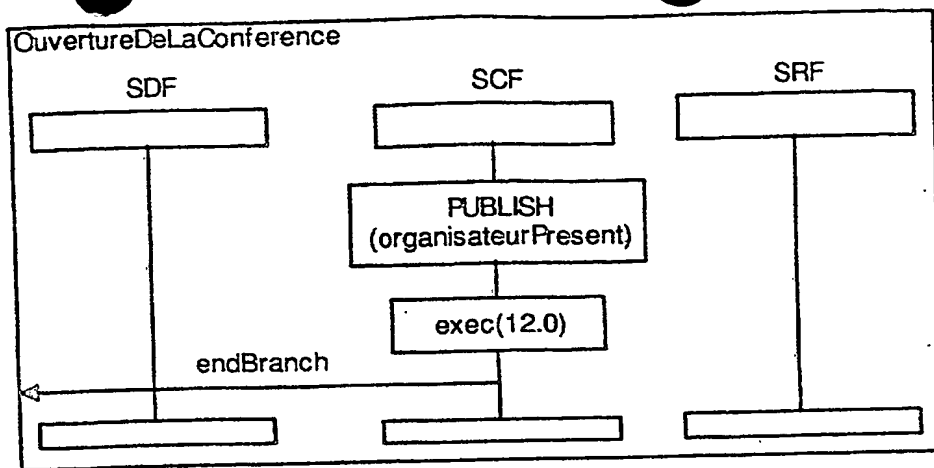 OuvertureDeLaConference
SDF
SCF
SRF
PUBLISH
(organisateurPresent)
exec(12.0)
endBranch